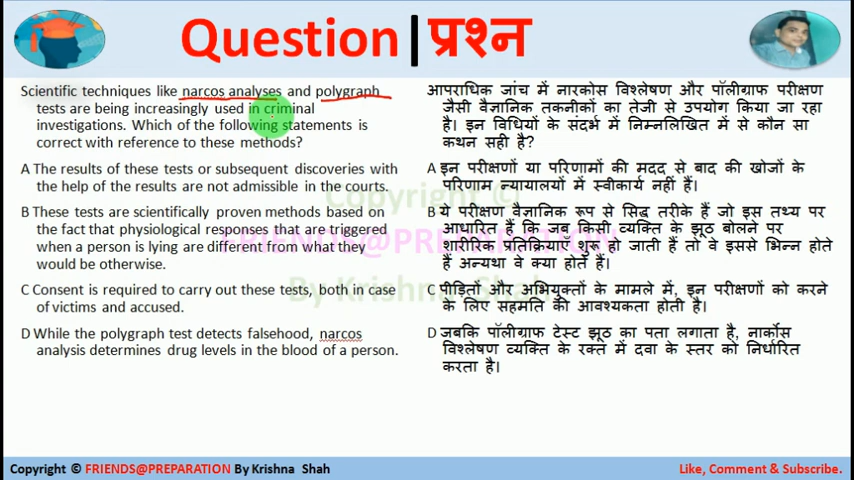 Question|प्रश्न
Scientific techniques like narcos analyses and polygraph
tests are being increasingly used in criminal
investigations. Which of the following statements is
correct with reference to these methods?
A The results of these tests or subsequent discoveries with
the help of the results are not admissible in the courts.
B These tests are scientifically proven methods based on
the fact that physiological responses that are triggered
when a person is lying are different from what they
would be otherwise.
C Consent is required to carry out these tests, both in case
of victims and accused.
D While the polygraph test detects falsehood, narcos
analysis determines drug levels in the blood of a person.
आपराधिक जांच में नारकोस विश्लेषण और पॉलीग्राफ परीक्षण
जैसी वैज्ञानिक तकनीकों का तेजी से उपयोग किया जा रहा
है। इन विधियों के संदर्भ में निम्नलिखित में से कौन सा
कथन सही है?
A इन परीक्षणों या परिणामों की मदद से बाद की खोजों के
परिणाम न्यायालयों में स्वीकार्य नहीं हैं।
B ये परीक्षण वैज्ञानिक रूप से सिद्ध तरीके हैं जो इस तथ्य पर
आधारित हैं कि जब किसी व्यक्ति के झूठ बोलने पर
शारीरिक प्रतिक्रियाएँ शुरू हो जाती हैं तो वे इससे भिन्न होते
हैं अन्यथा वे क्या होते हैं।
C पीड़ितों और अभियुक्तों के मामले में, इन परीक्षणों को करने
के लिए सहमति की आवश्यकता होती है।
D जबकि पॉलीग्राफ टेस्ट झूठ का पता लगाता है, नार्कोस
विश्लेषण व्यक्ति के रक्त में दवा के स्तर को निर्धारित
करता है।
Copyright ©
FRIENDS@PREPARATION
By Krishna Shah
Copyright © FRIENDS@PREPARATION By Krishna Shah
Like, Comment & Subscribe.